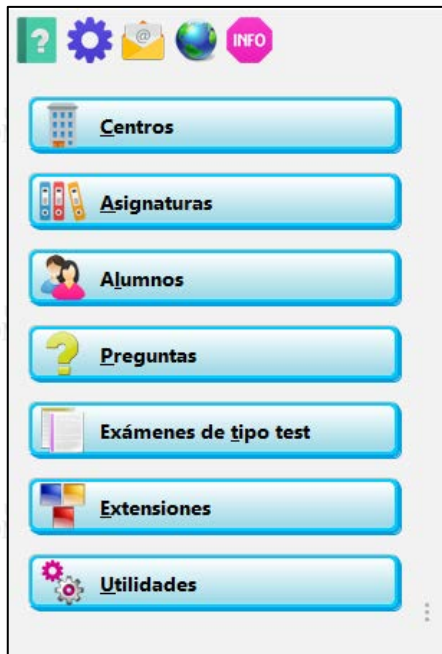 ? @ INFO
Centros
Asignaturas
Alumnos
Preguntas
Exámenes de tipo test
Extensiones
Utilidades